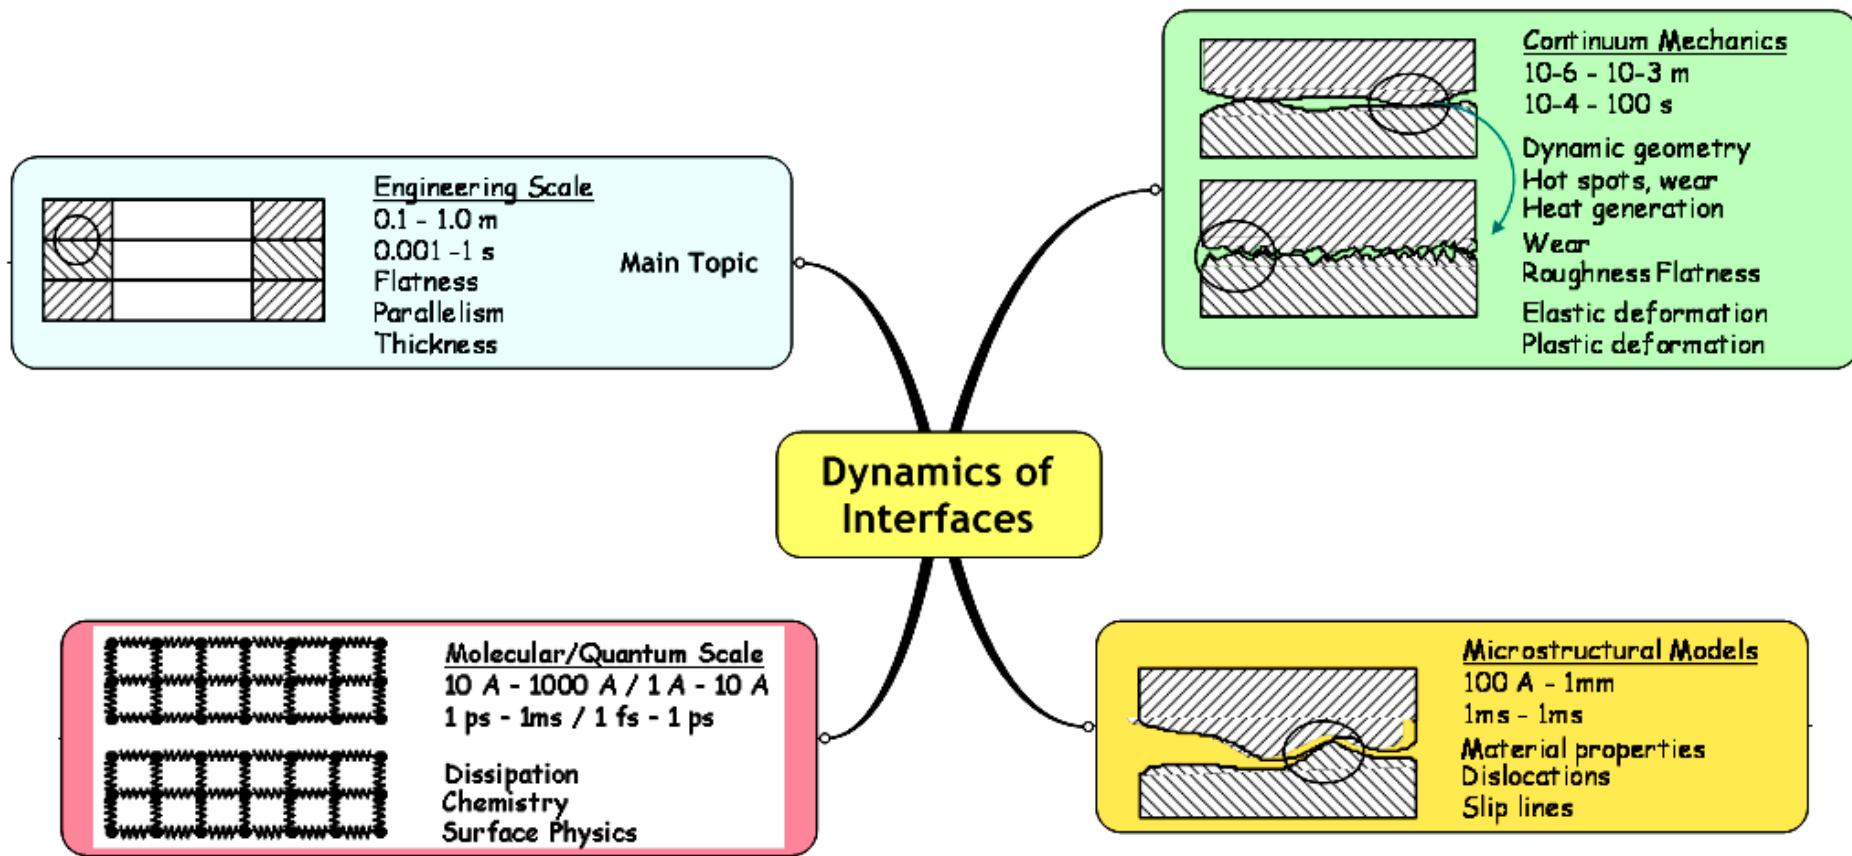 Engineering Scale
0.1 - 1.0 m
0.001 -1 s
Flatness
Parallelism
Thickness
Main Topic
Continuum Mechanics
10-6 - 10-3 m
10-4 - 100 s
Dynamic geometry
Hot spots, wear
Heat generation
Wear
Roughness Flatness
Elastic deformation
Plastic deformation
Dynamics of
Interfaces
Molecular/Quantum Scale
10 A - 1000 A / 1 A - 10 A
1 ps - 1ms / 1 fs - 1 ps
Dissipation
Chemistry
Surface Physics
Microstructural Models
100 A - 1mm
1ms - 1ms
Material properties
Dislocations
Slip lines